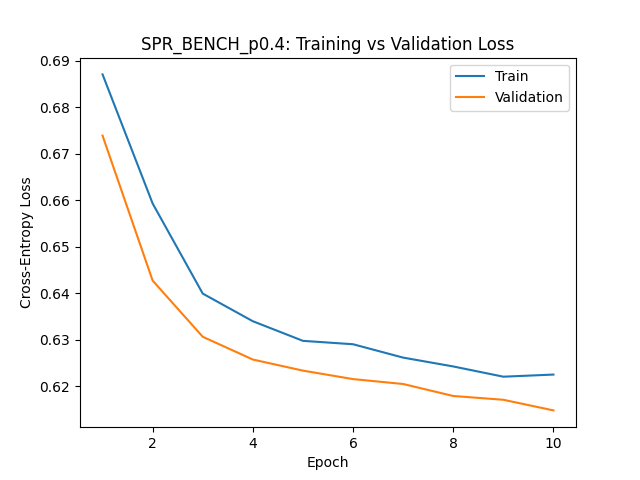 SPR_BENCH_p0.4: Training vs Validation Loss
Train
Validation
Cross-Entropy Loss
0.69
0.68
0.67
0.66
0.65
0.64
0.63
0.62
2 4 6 8 10
Epoch